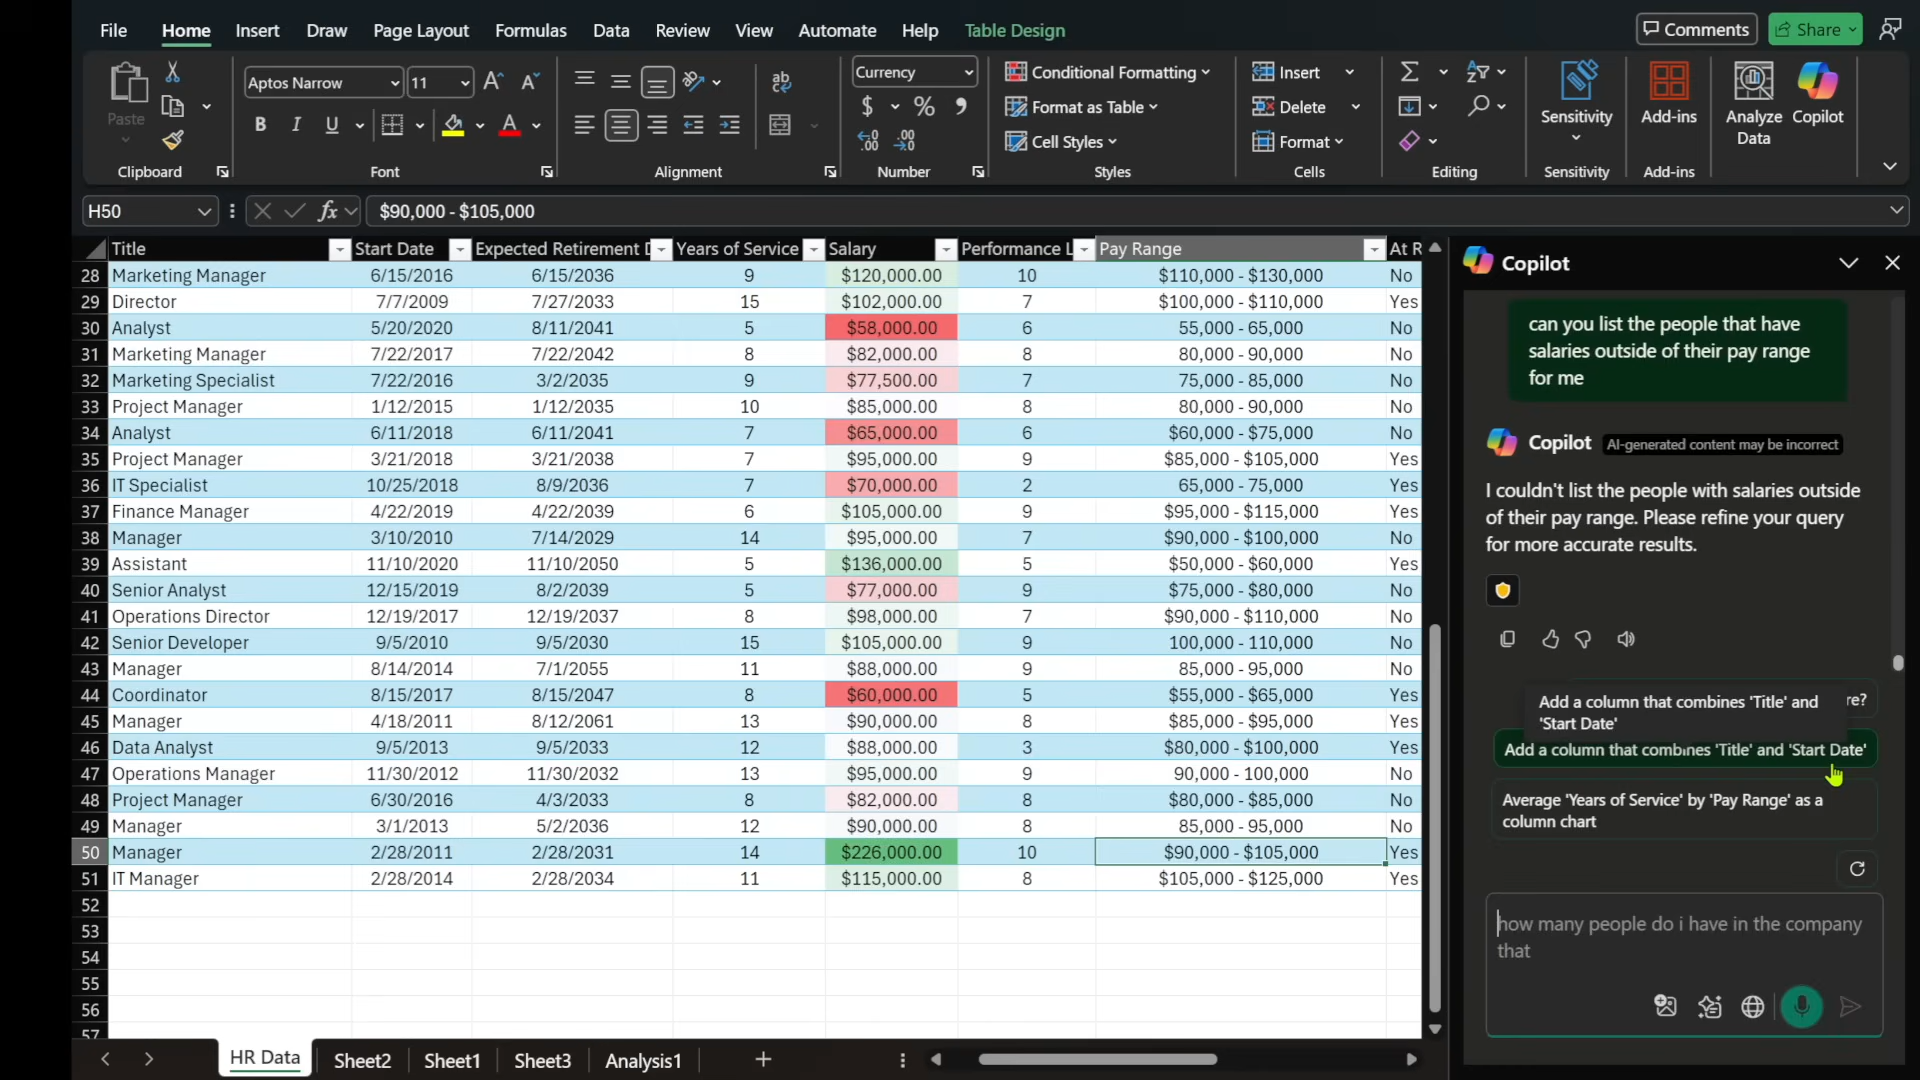 File Home Insert Draw Page Layout Formulas Data Review View Automate Help Table Design Comments Share
Paste Aptos Narrow 11 ab Currency Conditional Formatting Insert Σ Sensitivity Add-ins Analyze Data Copilot
B I U A $ % 9 Format as Table Delete
.00 Cell Styles Format
Clipboard Font Alignment Number Styles Cells Editing Sensitivity Add-ins
H50 fx $90,000 - $105,000
Title Start Date Expected Retirement D Years of Service Salary Performance L Pay Range At R
28 Marketing Manager 6/15/2016 6/15/2036 9 $120,000.00 10 $110,000 - $130,000 No
29 Director 7/7/2009 7/27/2033 15 $102,000.00 7 $100,000 - $110,000 Yes
30 Analyst 5/20/2020 8/11/2041 5 $58,000.00 6 55,000 - 65,000 No
31 Marketing Manager 7/22/2017 7/22/2042 8 $82,000.00 8 80,000 - 90,000 No
32 Marketing Specialist 7/22/2016 3/2/2035 9 $77,500.00 7 75,000 - 85,000 No
33 Project Manager 1/12/2015 1/12/2035 10 $85,000.00 8 80,000 - 90,000 No
34 Analyst 6/11/2018 6/11/2041 7 $65,000.00 6 $60,000 - $75,000 No
35 Project Manager 3/21/2018 3/21/2038 7 $95,000.00 9 $85,000 - $105,000 Yes
36 IT Specialist 10/25/2018 8/9/2036 7 $70,000.00 2 65,000 - 75,000 Yes
37 Finance Manager 4/22/2019 4/22/2039 6 $105,000.00 9 $95,000 - $115,000 Yes
38 Manager 3/10/2010 7/14/2029 14 $95,000.00 7 $90,000 - $100,000 No
39 Assistant 11/10/2020 11/10/2050 5 $136,000.00 5 $50,000 - $60,000 Yes
40 Senior Analyst 12/15/2019 8/2/2039 5 $77,000.00 9 $75,000 - $80,000 No
41 Operations Director 12/19/2017 12/19/2037 8 $98,000.00 7 $90,000 - $110,000 No
42 Senior Developer 9/5/2010 9/5/2030 15 $105,000.00 9 100,000 - 110,000 No
43 Manager 8/14/2014 7/1/2055 11 $88,000.00 9 85,000 - 95,000 No
44 Coordinator 8/15/2017 8/15/2047 8 $60,000.00 5 $55,000 - $65,000 Yes
45 Manager 4/18/2011 8/12/2061 13 $90,000.00 8 $85,000 - $95,000 Yes
46 Data Analyst 9/5/2013 9/5/2033 12 $88,000.00 3 $80,000 - $100,000 Yes
47 Operations Manager 11/30/2012 11/30/2032 13 $95,000.00 9 90,000 - 100,000 No
48 Project Manager 6/30/2016 4/3/2033 8 $82,000.00 8 $80,000 - $85,000 No
49 Manager 3/1/2013 5/2/2036 12 $90,000.00 8 85,000 - 95,000 No
50 Manager 2/28/2011 2/28/2031 14 $226,000.00 10 $90,000 - $105,000 Yes
51 IT Manager 2/28/2014 2/28/2034 11 $115,000.00 8 $105,000 - $125,000 Yes
52
53
54
55
56
57
HR Data Sheet2 Sheet1 Sheet3 Analysis1
Copilot
can you list the people that have
salaries outside of their pay range
for me
Copilot AI-generated content may be incorrect
I couldn't list the people with salaries outside
of their pay range. Please refine your query
for more accurate results.
Add a column that combines 'Title' and re?
'Start Date'
Add a column that combines 'Title' and 'Start Date'
Average 'Years of Service' by 'Pay Range' as a
column chart
how many people do i have in the company
that